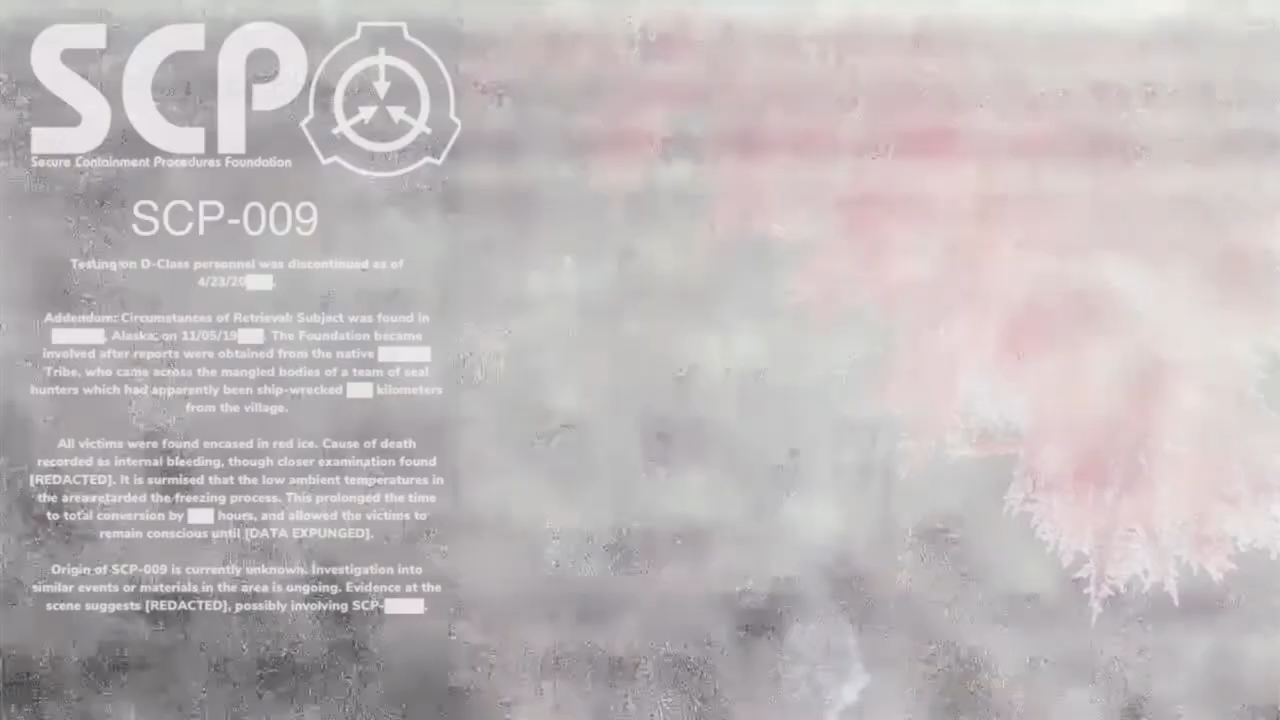 SCP
Secure Containment Procedures Foundation
SCP-009
Testing on D-Class personnel was discontinued as of
4/23/20██.
Addendum: Circumstances of Retrieval: Subject was found in
██████, Alaska; on 11/05/19██. The Foundation became
involved after reports were obtained from the native ██████
Tribe, who came across the mangled bodies of a team of seal
hunters which had apparently been ship-wrecked ███ kilometers
from the village.
All victims were found encased in red ice. Cause of death
recorded as internal bleeding, though closer examination found
[REDACTED]. It is surmised that the low ambient temperatures in
the area retarded the freezing process. This prolonged the time
to total conversion by ███ hours, and allowed the victims to
remain conscious until [DATA EXPUNGED].
Origin of SCP-009 is currently unknown. Investigation into
similar events or materials in the area is ongoing. Evidence at the
scene suggests [REDACTED], possibly involving SCP-████.